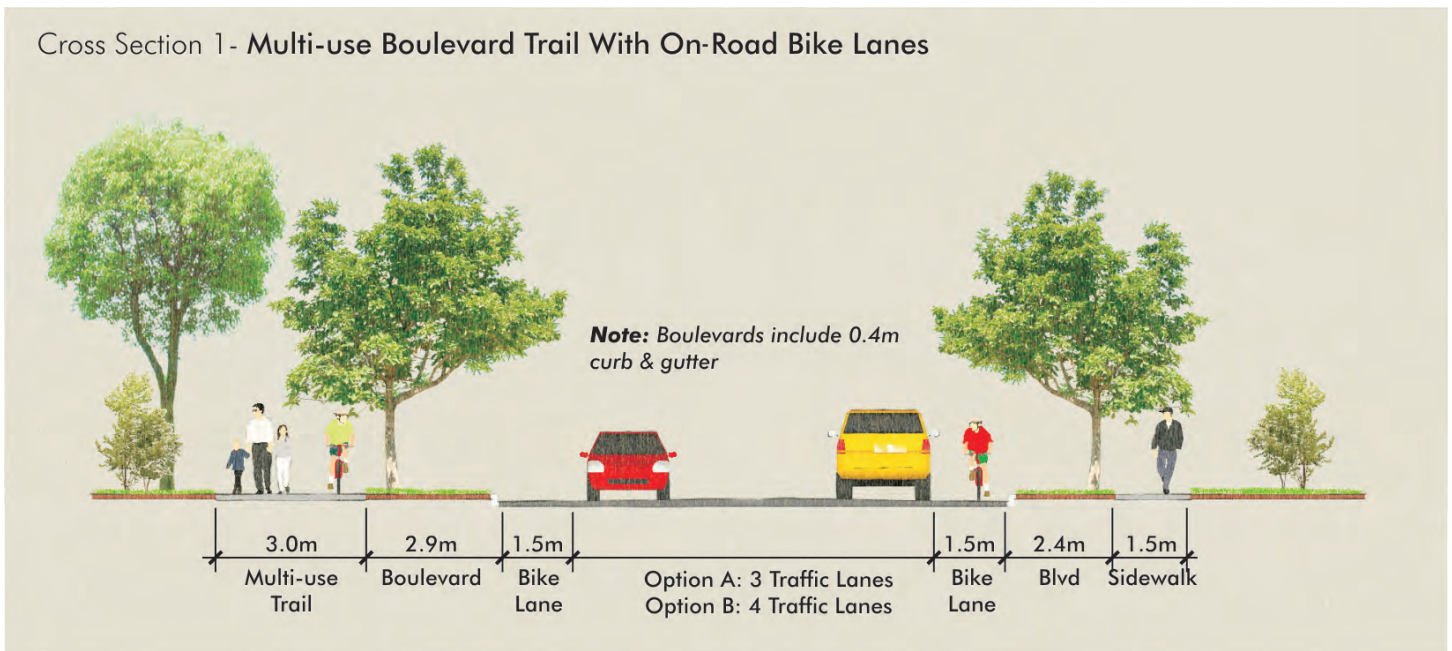 Cross Section 1- Multi-use Boulevard Trail With On-Road Bike Lanes
Note: Boulevards include 0.4m
curb & gutter
3.0m
Multi-use
Trail
2.9m
Boulevard
1.5m
Bike
Lane
Option A: 3 Traffic Lanes
Option B: 4 Traffic Lanes
1.5m
Bike
Lane
2.4m
Blvd
1.5m
Sidewalk